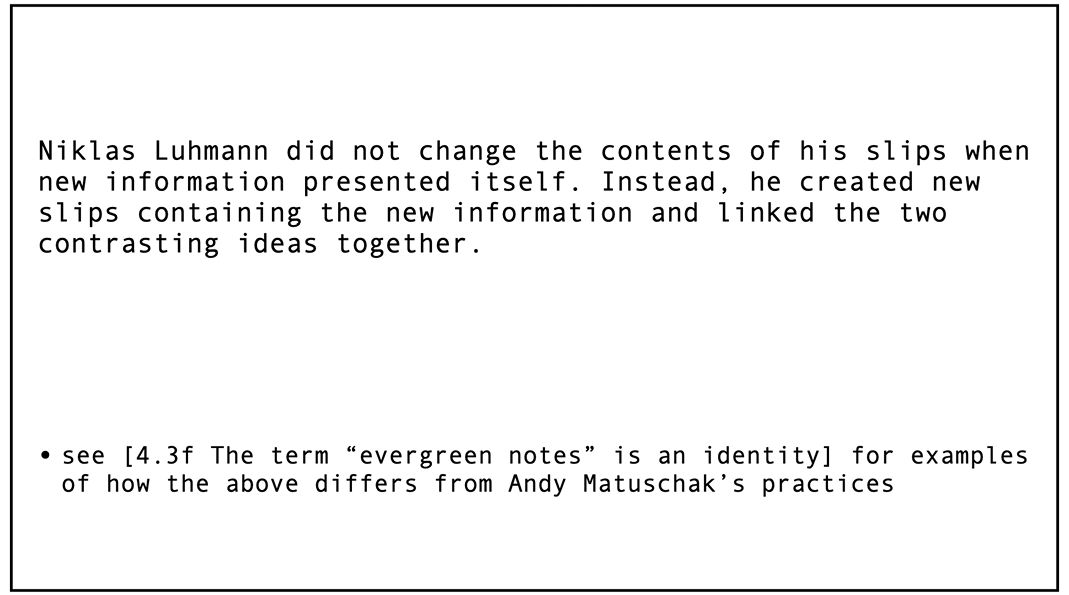 Niklas Luhmann did not change the contents of his slips when
new information presented itself. Instead, he created new
slips containing the new information and linked the two
contrasting ideas together.
• see [4.3f The term “evergreen notes” is an identity] for examples
of how the above differs from Andy Matuschak’s practices